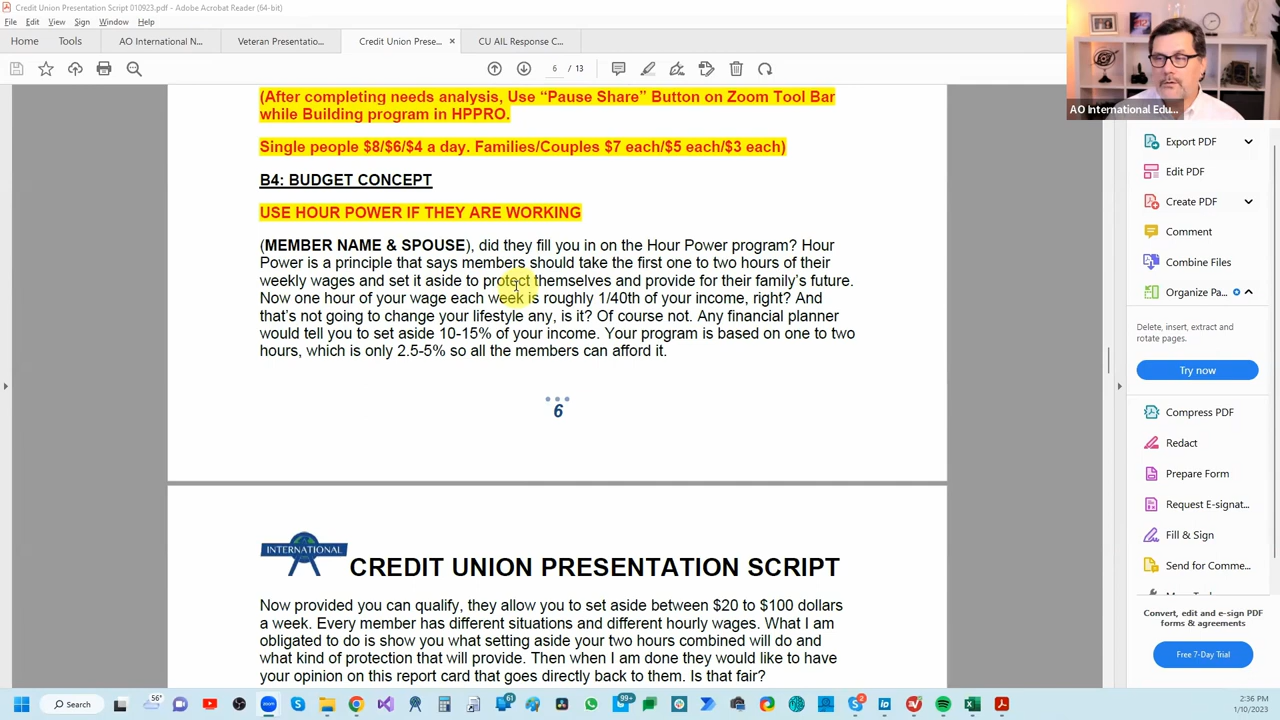 Credit Union Presentation Script 010923.pdf - Adobe Acrobat Reader (64-bit)
File Edit View Sign Window Help
Home Tools AO International N... Veteran Presentatio... Credit Union Prese... × CU AIL Response C...
6 / 13
AO International Edu...
(After completing needs analysis, Use “Pause Share” Button on Zoom Tool Bar
while Building program in HPPRO.
Single people $8/$6/$4 a day. Families/Couples $7 each/$5 each/$3 each)
B4: BUDGET CONCEPT
USE HOUR POWER IF THEY ARE WORKING
(MEMBER NAME & SPOUSE), did they fill you in on the Hour Power program? Hour
Power is a principle that says members should take the first one to two hours of their
weekly wages and set it aside to protect themselves and provide for their family’s future.
Now one hour of your wage each week is roughly 1/40th of your income, right? And
that’s not going to change your lifestyle any, is it? Of course not. Any financial planner
would tell you to set aside 10-15% of your income. Your program is based on one to two
hours, which is only 2.5-5% so all the members can afford it.
6
INTERNATIONAL
CREDIT UNION PRESENTATION SCRIPT
Now provided you can qualify, they allow you to set aside between $20 to $100 dollars
a week. Every member has different situations and different hourly wages. What I am
obligated to do is show you what setting aside your two hours combined will do and
what kind of protection that will provide. Then when I am done they would like to have
your opinion on this report card that goes directly back to them. Is that fair?
Export PDF
Edit PDF
Create PDF
Comment
Combine Files
Organize Pa...
Delete, insert, extract and
rotate pages.
Try now
Compress PDF
Redact
Prepare Form
Request E-signat...
Fill & Sign
Send for Comme...
Convert, edit and e-sign PDF
forms & agreements
Free 7-Day Trial
Search
56°
61
99+
2
2:36 PM
1/10/2023